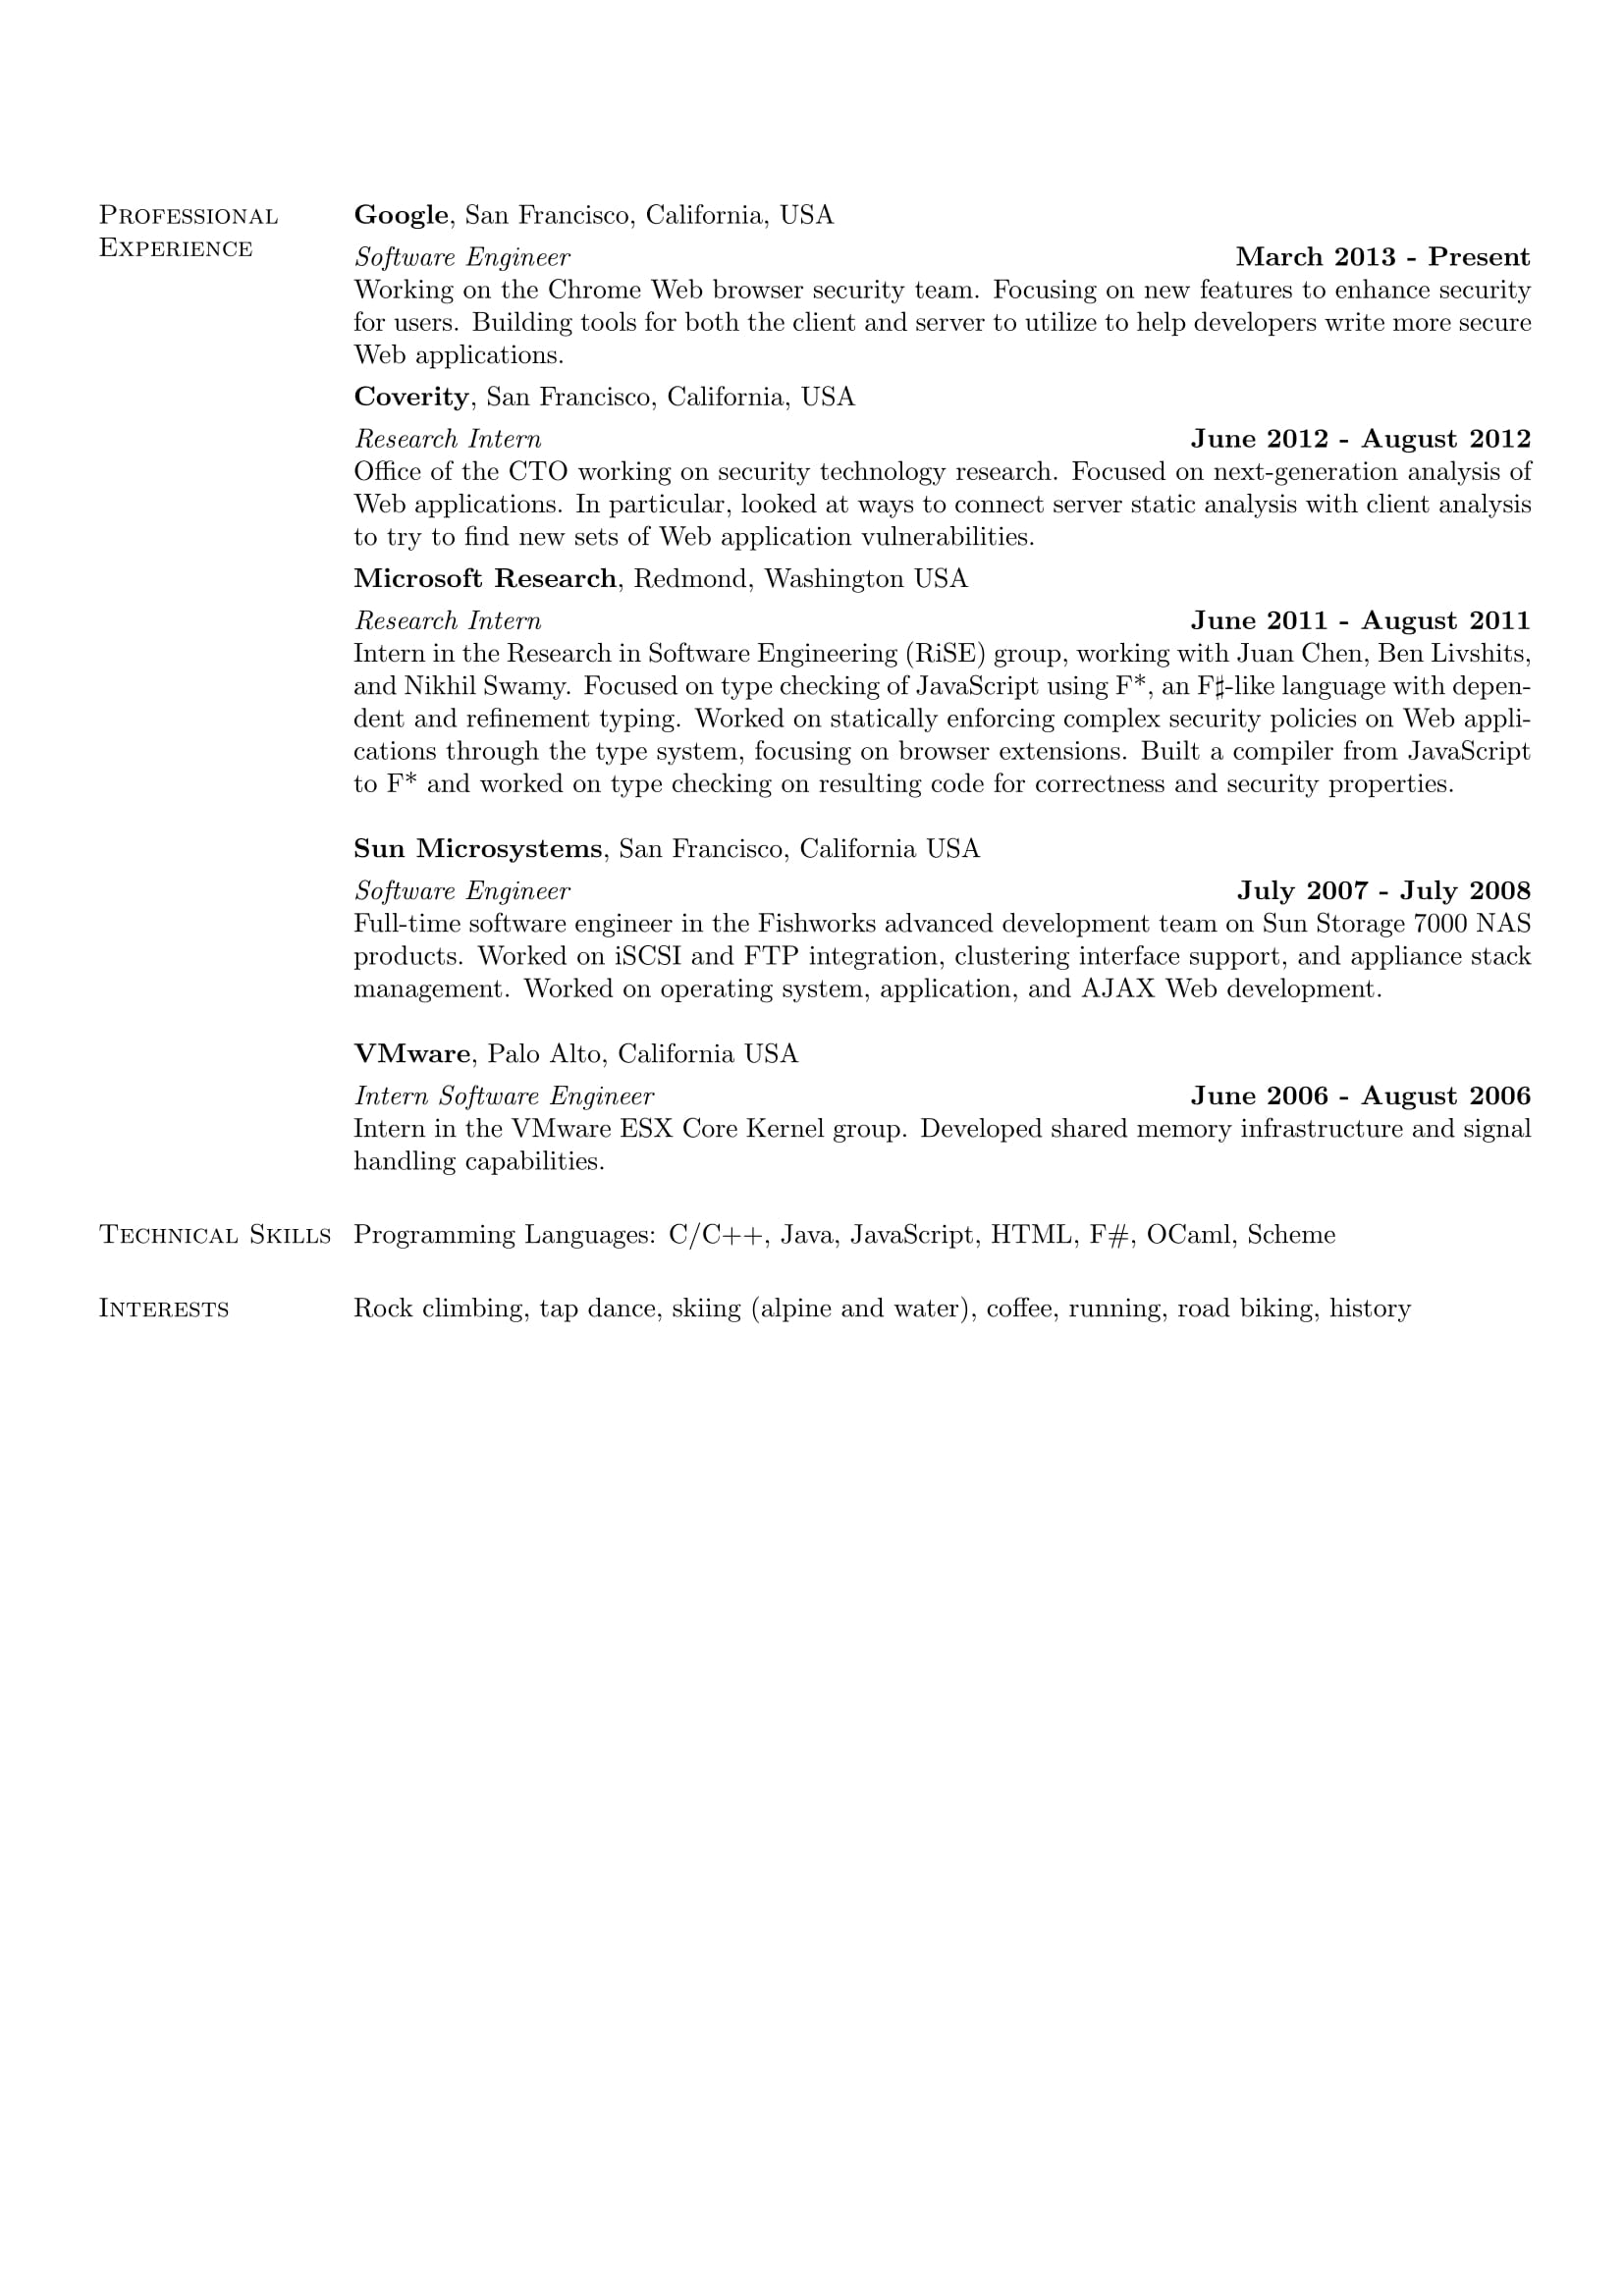 Professional
Experience
Google, San Francisco, California, USA
Software Engineer March 2013 - Present
Working on the Chrome Web browser security team. Focusing on new features to enhance security
for users. Building tools for both the client and server to utilize to help developers write more secure
Web applications.
Coverity, San Francisco, California, USA
Research Intern June 2012 - August 2012
Office of the CTO working on security technology research. Focused on next-generation analysis of
Web applications. In particular, looked at ways to connect server static analysis with client analysis
to try to find new sets of Web application vulnerabilities.
Microsoft Research, Redmond, Washington USA
Research Intern June 2011 - August 2011
Intern in the Research in Software Engineering (RiSE) group, working with Juan Chen, Ben Livshits,
and Nikhil Swamy. Focused on type checking of JavaScript using F*, an F♯-like language with depen-
dent and refinement typing. Worked on statically enforcing complex security policies on Web appli-
cations through the type system, focusing on browser extensions. Built a compiler from JavaScript
to F* and worked on type checking on resulting code for correctness and security properties.
Sun Microsystems, San Francisco, California USA
Software Engineer July 2007 - July 2008
Full-time software engineer in the Fishworks advanced development team on Sun Storage 7000 NAS
products. Worked on iSCSI and FTP integration, clustering interface support, and appliance stack
management. Worked on operating system, application, and AJAX Web development.
VMware, Palo Alto, California USA
Intern Software Engineer June 2006 - August 2006
Intern in the VMware ESX Core Kernel group. Developed shared memory infrastructure and signal
handling capabilities.
Technical Skills Programming Languages: C/C++, Java, JavaScript, HTML, F#, OCaml, Scheme
Interests Rock climbing, tap dance, skiing (alpine and water), coffee, running, road biking, history